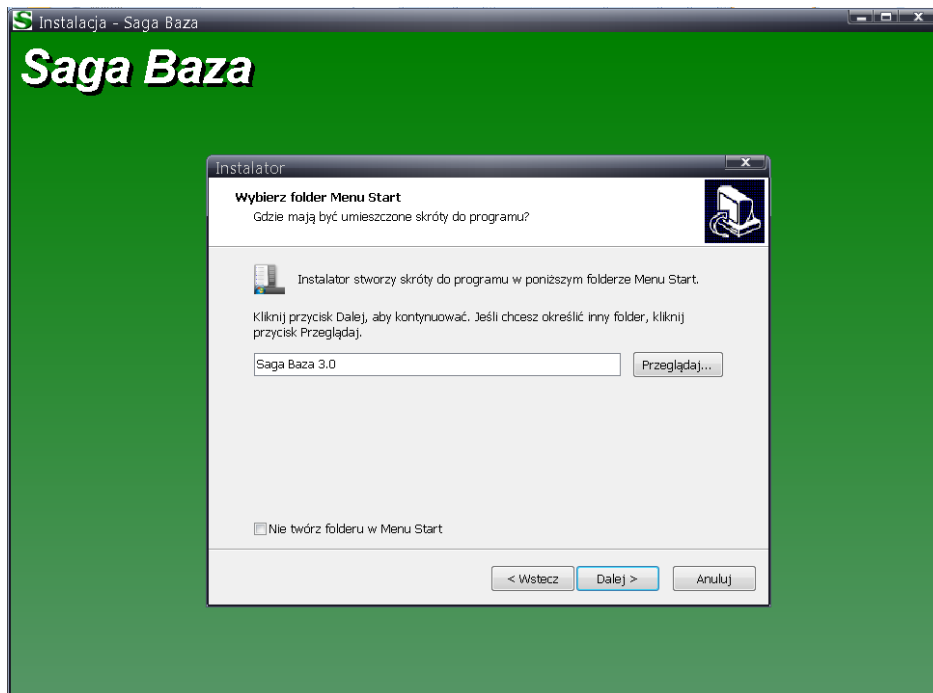 Instalacja - Saga Baza
Saga Baza
Instalator
Wybierz folder Menu Start
Gdzie mają być umieszczone skróty do programu?
Instalator stworzy skróty do programu w poniższym folderze Menu Start.
Kliknij przycisk Dalej, aby kontynuować. Jeśli chcesz określić inny folder, kliknij
przycisk Przeglądaj.
Saga Baza 3.0
Przeglądaj...
Nie twórz folderu w Menu Start
< Wstecz
Dalej >
Anuluj